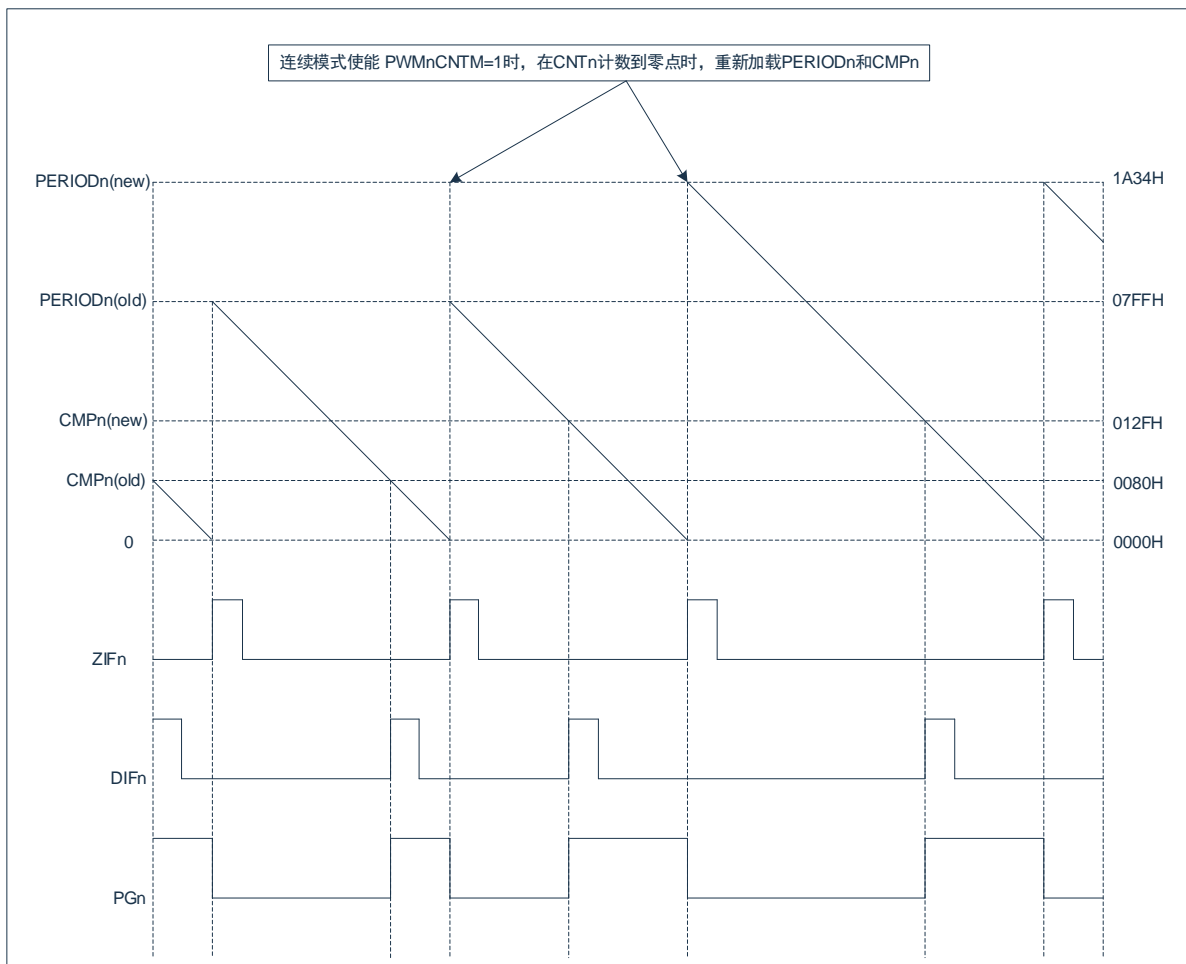 连续模式使能 PWMnCNTM=1时，在CNTn计数到零点时，重新加载PERIODn和CMPn
PERIODn(new)
1A34H
PERIODn(old)
07FFH
CMPn(new)
012FH
CMPn(old)
0080H
0
0000H
ZIFn
DIFn
PGn